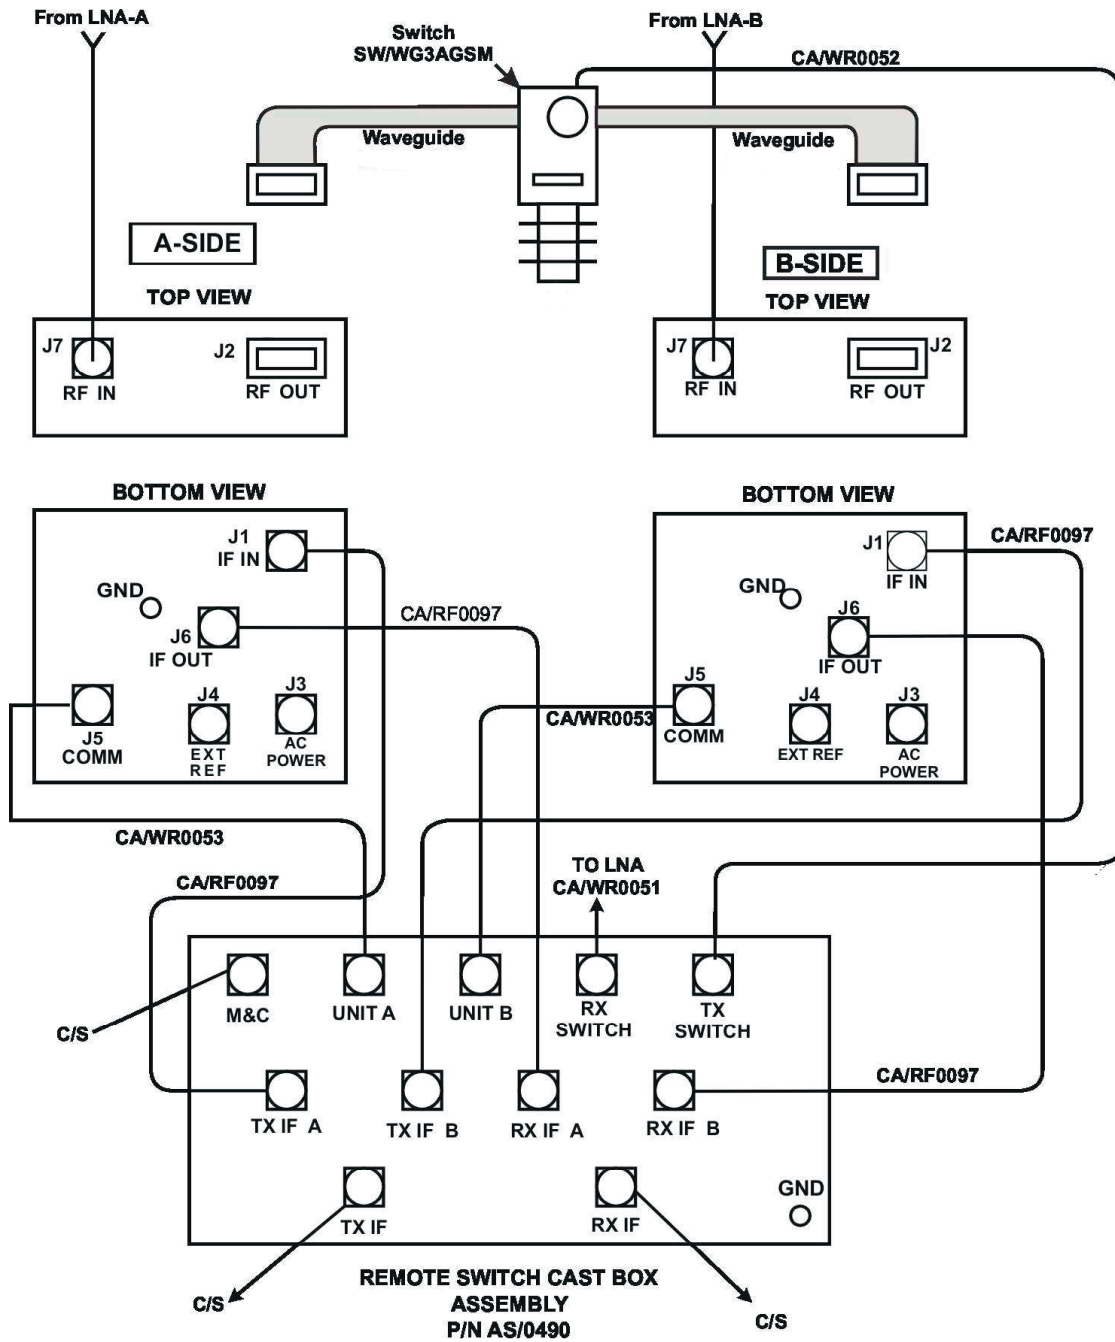 From LNA-A
Switch
SW/WG3AGSM
From LNA-B
CA/WR0052
Waveguide
Waveguide
A-SIDE
B-SIDE
TOP VIEW
TOP VIEW
J7
RF IN
J2
RF OUT
J7
RF IN
J2
RF OUT
BOTTOM VIEW
BOTTOM VIEW
J1
IF IN
GND
J6
IF OUT
CA/RF0097
J5
COMM
J4
EXT
REF
J3
AC
POWER
J1
IF IN
CA/RF0097
GND
J6
IF OUT
J5
COMM
CA/WR0053
J4
EXT REF
J3
AC
POWER
CA/WR0053
CA/RF0097
TO LNA
CA/WR0051
C/S
M&C
UNIT A
UNIT B
RX
SWITCH
TX
SWITCH
TX IF A
TX IF B
RX IF A
RX IF B
CA/RF0097
TX IF
RX IF
GND
C/S
C/S
REMOTE SWITCH CAST BOX
ASSEMBLY
P/N AS/0490